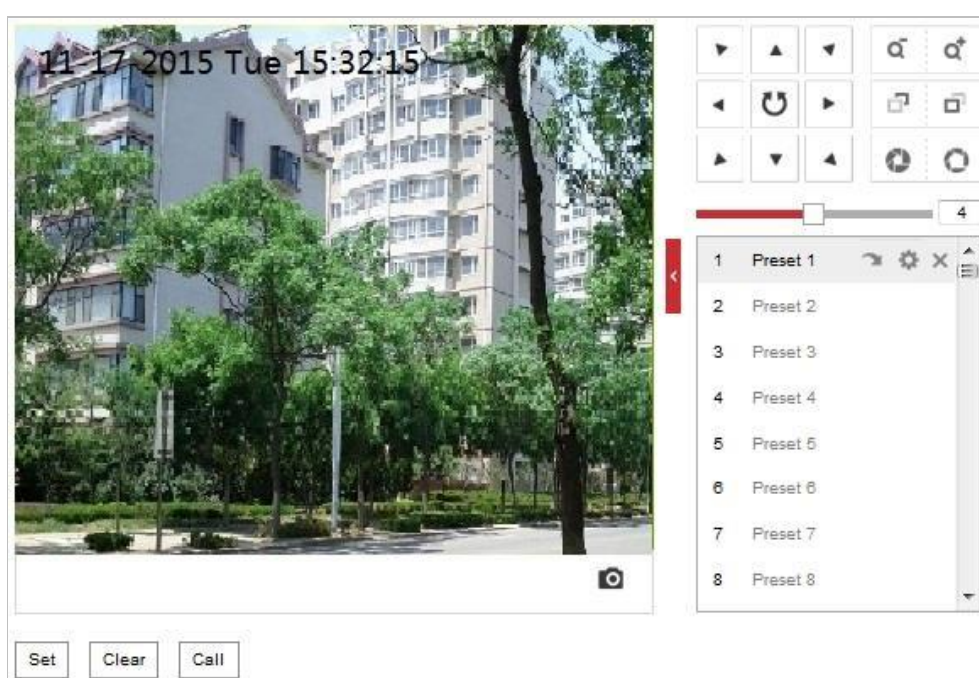 11-17-2015 Tue 15:32:15
4
1 Preset 1
2 Preset 2
3 Preset 3
4 Preset 4
5 Preset 5
6 Preset 6
7 Preset 7
8 Preset 8
Set Clear Call